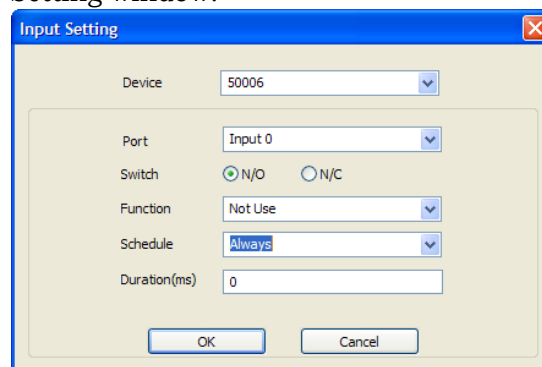 Setting window.
Input Setting
Device 50006
Port Input 0
Switch N/O N/C
Function Not Use
Schedule Always
Duration(ms) 0
OK Cancel